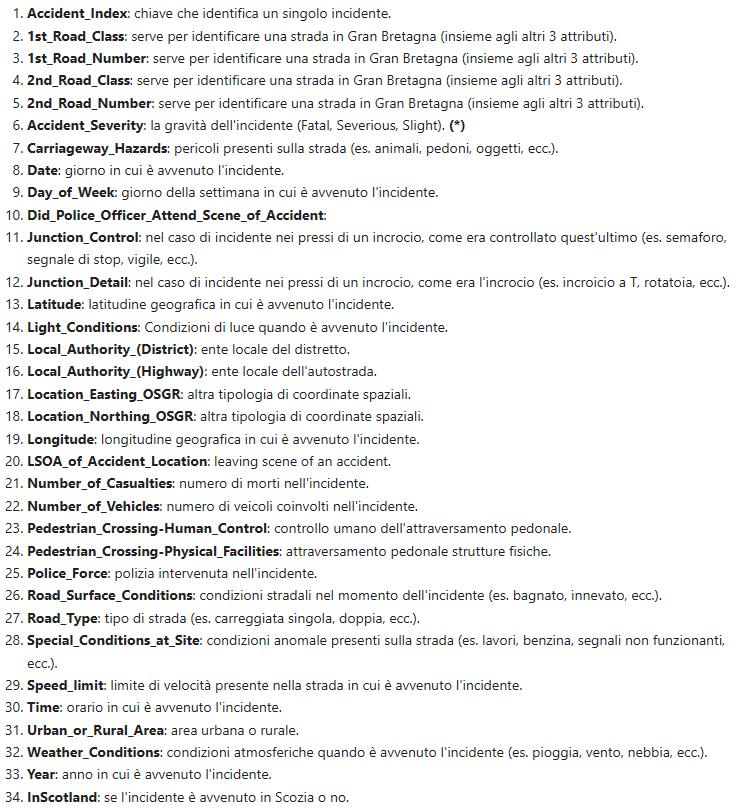 1. Accident_Index: chiave che identifica un singolo incidente.
2. 1st_Road_Class: serve per identificare una strada in Gran Bretagna (insieme agli altri 3 attributi).
3. 1st_Road_Number: serve per identificare una strada in Gran Bretagna (insieme agli altri 3 attributi).
4. 2nd_Road_Class: serve per identificare una strada in Gran Bretagna (insieme agli altri 3 attributi).
5. 2nd_Road_Number: serve per identificare una strada in Gran Bretagna (insieme agli altri 3 attributi).
6. Accident_Severity: la gravità dell'incidente (Fatal, Severious, Slight). (*)
7. Carriageway_Hazards: pericoli presenti sulla strada (es. animali, pedoni, oggetti, ecc.).
8. Date: giorno in cui è avvenuto l'incidente.
9. Day_of_Week: giorno della settimana in cui è avvenuto l'incidente.
10. Did_Police_Officer_Attend_Scene_of_Accident:
11. Junction_Control: nel caso di incidente nei pressi di un incrocio, come era controllato quest'ultimo (es. semaforo,
segnale di stop, vigile, ecc.).
12. Junction_Detail: nel caso di incidente nei pressi di un incrocio, come era l'incrocio (es. incroicio a T, rotatoia, ecc.).
13. Latitude: latitudine geografica in cui è avvenuto l'incidente.
14. Light_Conditions: Condizioni di luce quando è avvenuto l'incidente.
15. Local_Authority_(District): ente locale del distretto.
16. Local_Authority_(Highway): ente locale dell'autostrada.
17. Location_Easting_OSGR: altra tipologia di coordinate spaziali.
18. Location_Northing_OSGR: altra tipologia di coordinate spaziali.
19. Longitude: longitudine geografica in cui è avvenuto l'incidente.
20. LSOA_of_Accident_Location: leaving scene of an accident.
21. Number_of_Casualties: numero di morti nell'incidente.
22. Number_of_Vehicles: numero di veicoli coinvolti nell'incidente.
23. Pedestrian_Crossing-Human_Control: controllo umano dell'attraversamento pedonale.
24. Pedestrian_Crossing-Physical_Facilities: attraversamento pedonale strutture fisiche.
25. Police_Force: polizia intervenuta nell'incidente.
26. Road_Surface_Conditions: condizioni stradali nel momento dell'incidente (es. bagnato, innevato, ecc.).
27. Road_Type: tipo di strada (es. carreggiata singola, doppia, ecc.).
28. Special_Conditions_at_Site: condizioni anomale presenti sulla strada (es. lavori, benzina, segnali non funzionanti,
ecc.).
29. Speed_limit: limite di velocità presente nella strada in cui è avvenuto l'incidente.
30. Time: orario in cui è avvenuto l'incidente.
31. Urban_or_Rural_Area: area urbana o rurale.
32. Weather_Conditions: condizioni atmosferiche quando è avvenuto l'incidente (es. pioggia, vento, nebbia, ecc.).
33. Year: anno in cui è avvenuto l'incidente.
34. InScotland: se l'incidente è avvenuto in Scozia o no.